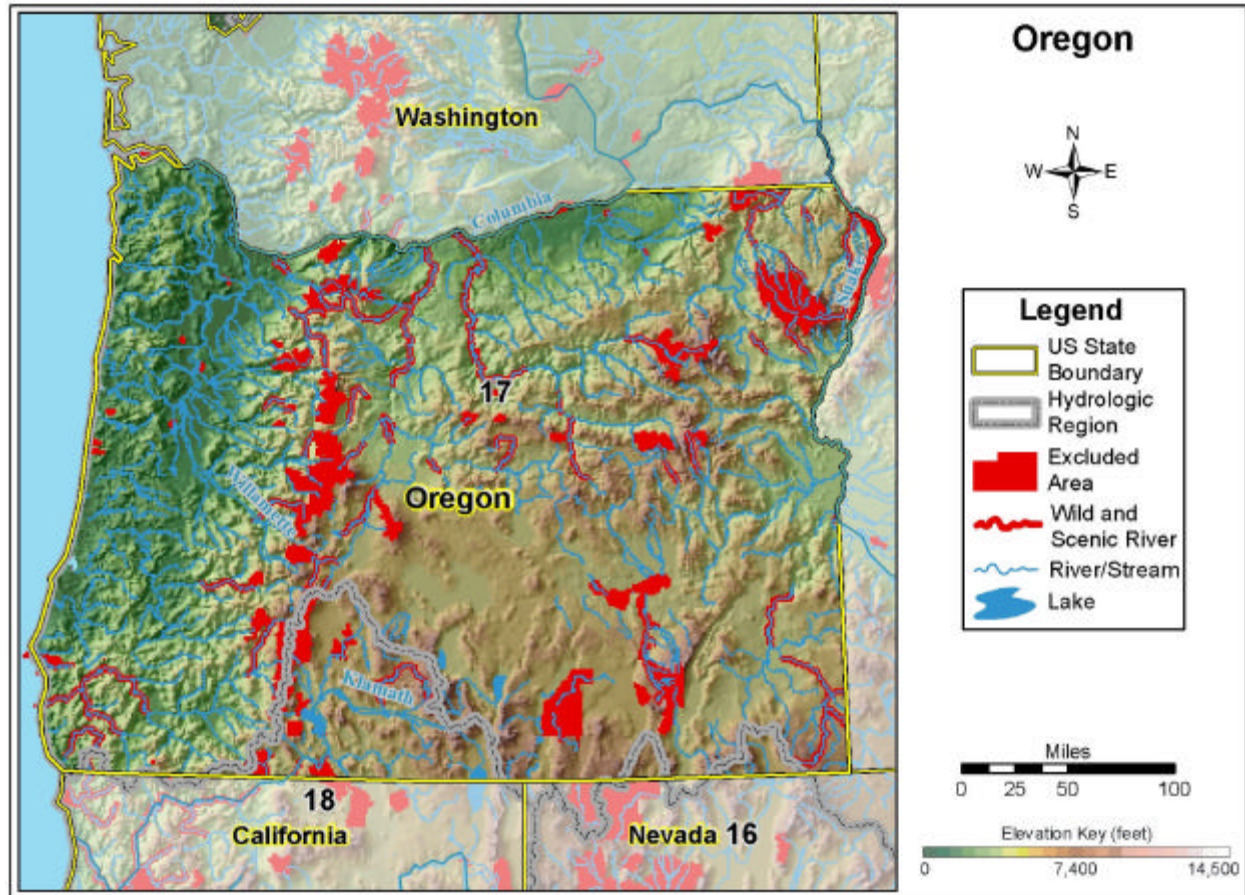 Oregon
N
W E
S
Washington
Columbia
Snake
17
Oregon
Willamette
Klamath
18
California
Nevada 16
Legend
US State
Boundary
Hydrologic
Region
Excluded
Area
Wild and
Scenic River
River/Stream
Lake
Miles
0 25 50 100
Elevation Key (feet)
0 7,400 14,500